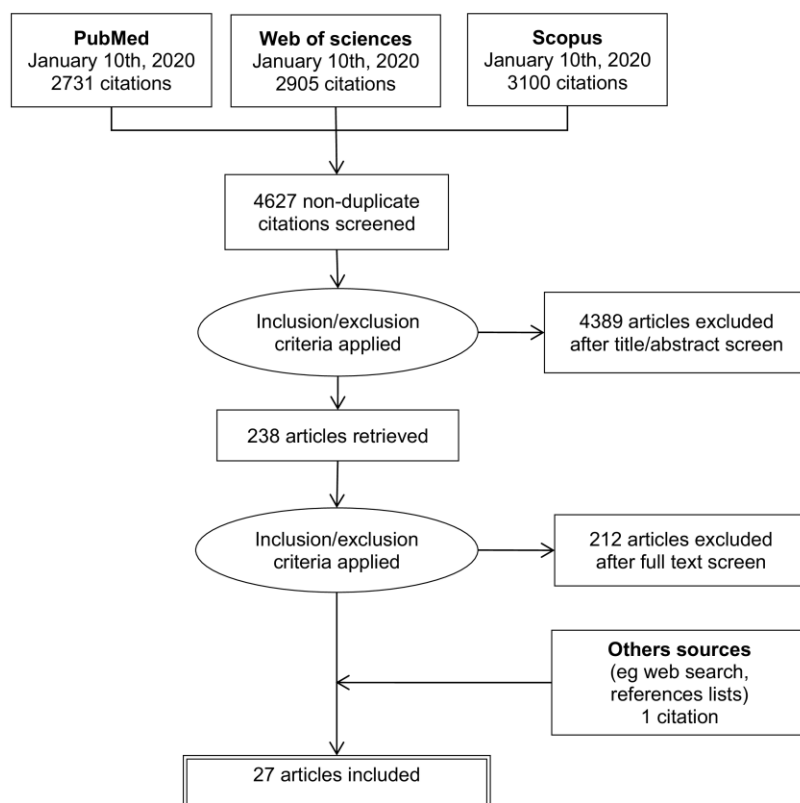 PubMed
January 10th, 2020
2731 citations
Web of sciences
January 10th, 2020
2905 citations
Scopus
January 10th, 2020
3100 citations
4627 non-duplicate
citations screened
Inclusion/exclusion
criteria applied
4389 articles excluded
after title/abstract screen
238 articles retrieved
Inclusion/exclusion
criteria applied
212 articles excluded
after full text screen
Others sources
(eg web search,
references lists)
1 citation
27 articles included